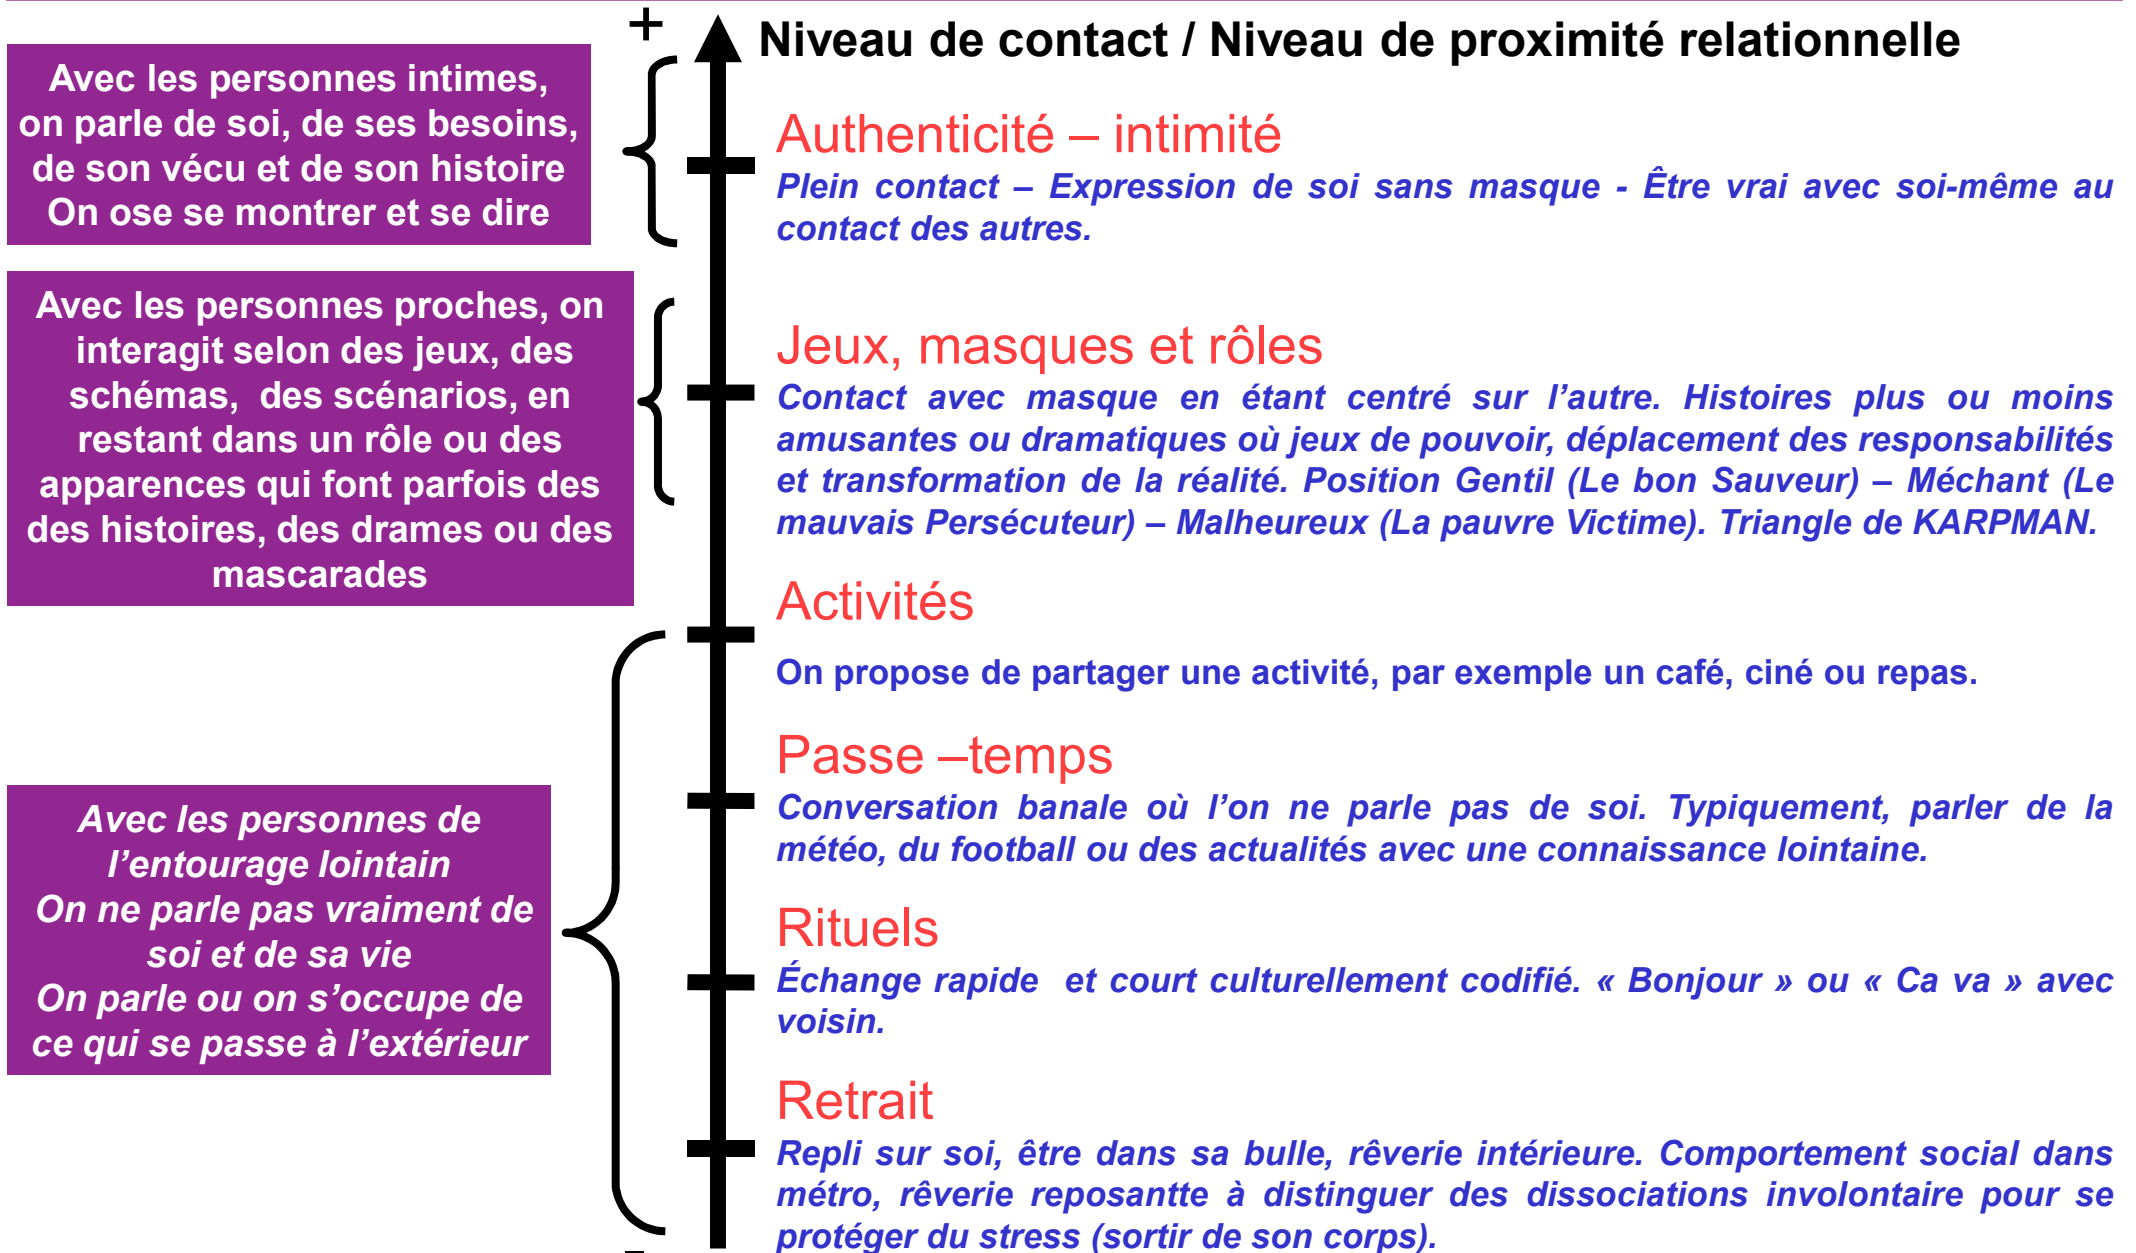 +
Niveau de contact / Niveau de proximité relationnelle
Avec les personnes intimes,
on parle de soi, de ses besoins,
de son vécu et de son histoire
On ose se montrer et se dire
Authenticité – intimité
Plein contact – Expression de soi sans masque - Être vrai avec soi-même au
contact des autres.
Avec les personnes proches, on
interagit selon des jeux, des
schémas, des scénarios, en
restant dans un rôle ou des
apparences qui font parfois des
des histoires, des drames ou des
mascarades
Jeux, masques et rôles
Contact avec masque en étant centré sur l'autre. Histoires plus ou moins
amusantes ou dramatiques où jeux de pouvoir, déplacement des responsabilités
et transformation de la réalité. Position Gentil (Le bon Sauveur) – Méchant (Le
mauvais Persécuteur) – Malheureux (La pauvre Victime). Triangle de KARPMAN.
Activités
On propose de partager une activité, par exemple un café, ciné ou repas.
Passe –temps
Conversation banale où l'on ne parle pas de soi. Typiquement, parler de la
météo, du football ou des actualités avec une connaissance lointaine.
Avec les personnes de
l'entourage lointain
On ne parle pas vraiment de
soi et de sa vie
On parle ou on s'occupe de
ce qui se passe à l'extérieur
Rituels
Échange rapide et court culturellement codifié. « Bonjour » ou « Ca va » avec
voisin.
Retrait
Repli sur soi, être dans sa bulle, rêverie intérieure. Comportement social dans
métro, rêverie reposantte à distinguer des dissociations involontaire pour se
protéger du stress (sortir de son corps).
-